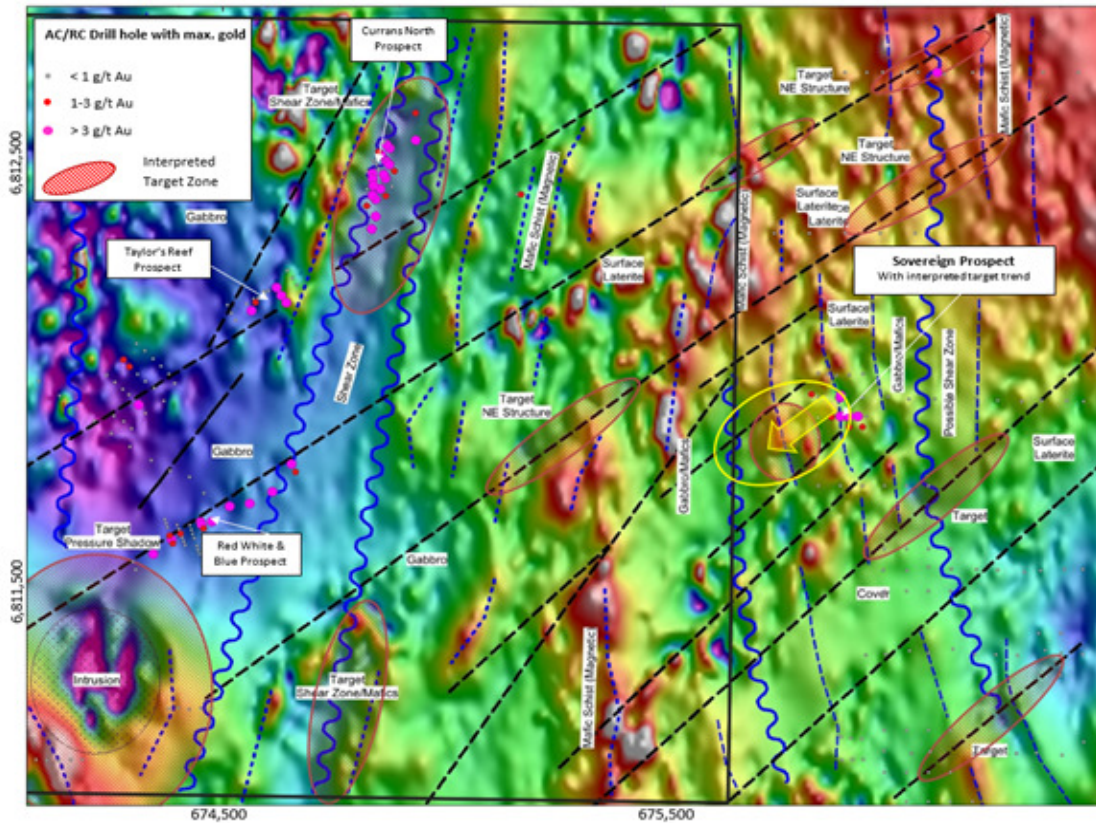 AC/RC Drill hole with max. gold
< 1 g/t Au
1-3 g/t Au
> 3 g/t Au
Interpreted
Target Zone
Currans North
Prospect
Target
Shear Zone/Mafics
Target
NE Structure
Mafic Schist (Magnetic
Target
NE Structure
6,812,500
Gabbro
Mafic Schist (Magnetic
Mafic Schist (Magnetic
Surface
Laterite
Laterite
Taylor's Reef
Prospect
Surface
Laterite
Sovereign Prospect
With interpreted target trend
Surface
Laterite
Shear Zone
Gabbro/Mafics
Possible Shear Zone
Target
NE Structure
Gabbro
Gabbro/Mafics
Surface
Laterite
Target
Pressure Shadow
Red White &
Blue Prospect
Target
Gabbro
6,811,500
Cover
Mafic Schist (Magnetic
Intrusion
Target
Shear Zone/Mafics
Target
674,500
675,500